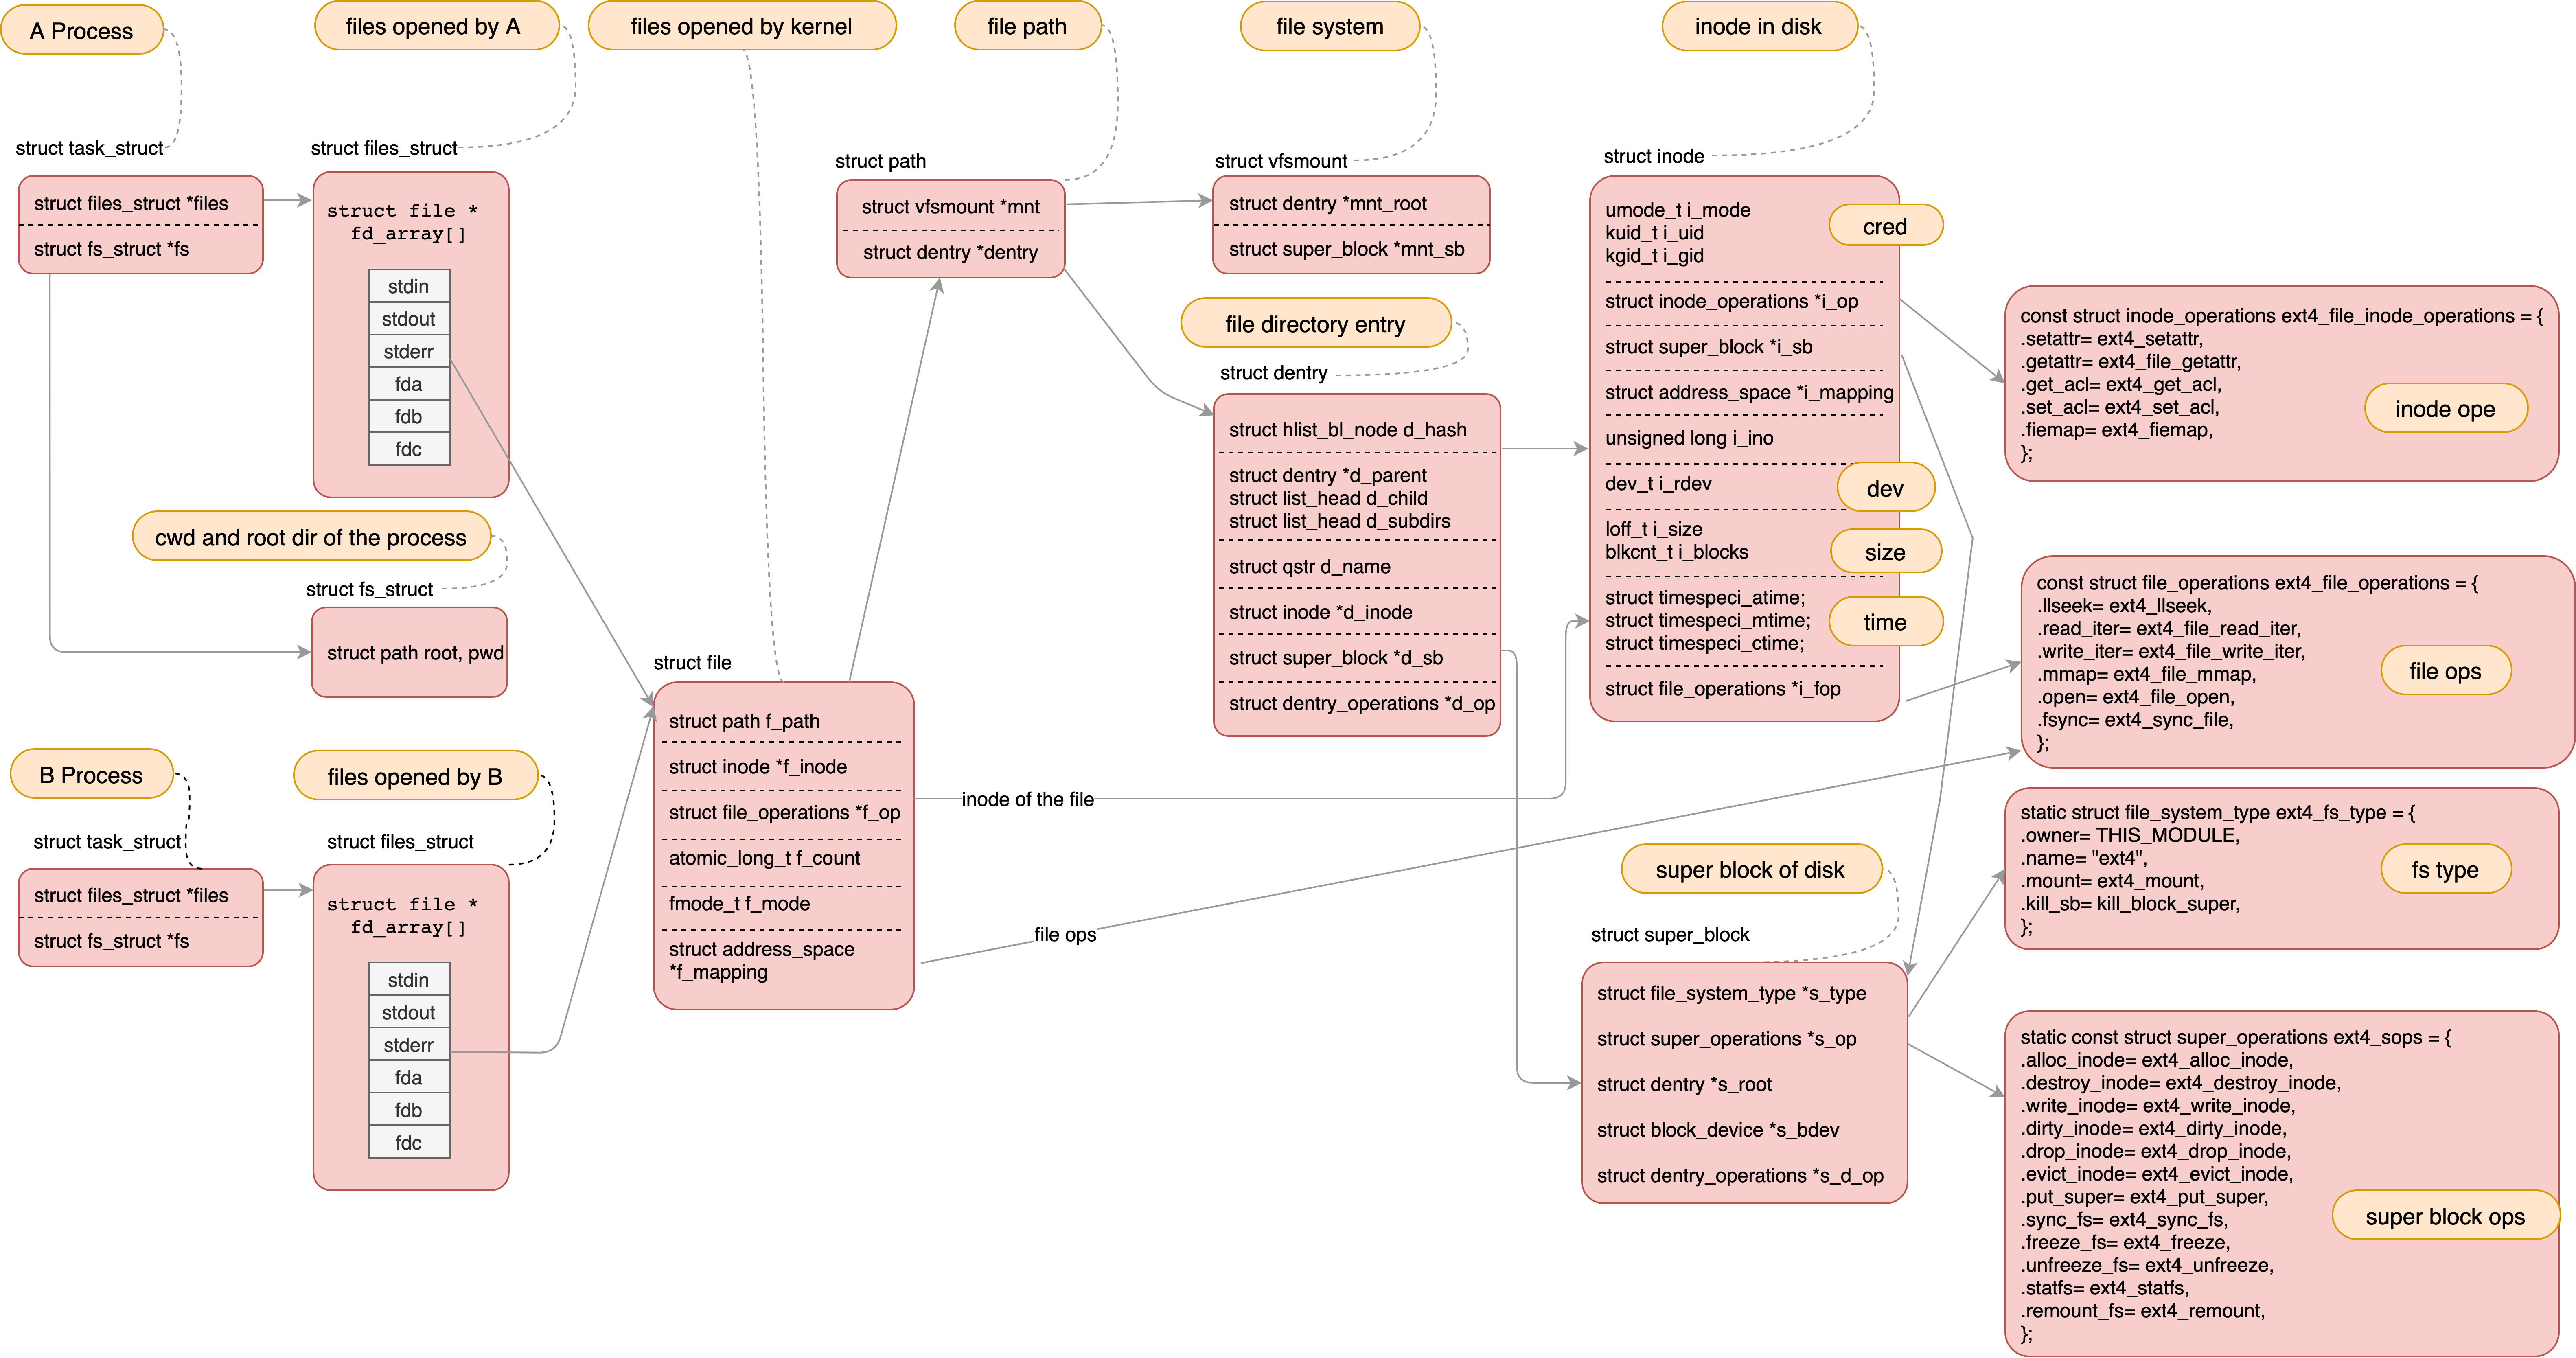 A Process
files opened by A
files opened by kernel
file path
file system
inode in disk
struct task_struct
struct files_struct *files
struct fs_struct *fs
struct files_struct
struct file *
fd_array[]
stdin
stdout
stderr
fda
fdb
fdc
cwd and root dir of the process
struct fs_struct
struct path root, pwd
B Process
files opened by B
struct task_struct
struct files_struct *files
struct fs_struct *fs
struct files_struct
struct file *
fd_array[]
stdin
stdout
stderr
fda
fdb
fdc
struct file
struct path f_path
struct inode *f_inode
struct file_operations *f_op
atomic_long_t f_count
fmode_t f_mode
struct address_space
*f_mapping
inode of the file
file ops
struct path
struct vfsmount *mnt
struct dentry *dentry
struct vfsmount
struct dentry *mnt_root
struct super_block *mnt_sb
file directory entry
struct dentry
struct hlist_bl_node d_hash
struct dentry *d_parent
struct list_head d_child
struct list_head d_subdirs
struct qstr d_name
struct inode *d_inode
struct super_block *d_sb
struct dentry_operations *d_op
struct inode
umode_t i_mode
kuid_t i_uid
kgid_t i_gid
cred
struct inode_operations *i_op
struct super_block *i_sb
struct address_space *i_mapping
unsigned long i_ino
dev_t i_rdev
dev
loff_t i_size
blkcnt_t i_blocks
size
struct timespeci_atime;
struct timespeci_mtime;
struct timespeci_ctime;
time
struct file_operations *i_fop
super block of disk
struct super_block
struct file_system_type *s_type
struct super_operations *s_op
struct dentry *s_root
struct block_device *s_bdev
struct dentry_operations *s_d_op
const struct inode_operations ext4_file_inode_operations = {
.setattr= ext4_setattr,
.getattr= ext4_file_getattr,
.get_acl= ext4_get_acl,
.set_acl= ext4_set_acl,
.fiemap= ext4_fiemap,
};
inode ope
const struct file_operations ext4_file_operations = {
.llseek= ext4_llseek,
.read_iter= ext4_file_read_iter,
.write_iter= ext4_file_write_iter,
.mmap= ext4_file_mmap,
.open= ext4_file_open,
.fsync= ext4_sync_file,
};
file ops
static struct file_system_type ext4_fs_type = {
.owner= THIS_MODULE,
.name= "ext4",
.mount= ext4_mount,
.kill_sb= kill_block_super,
};
fs type
static const struct super_operations ext4_sops = {
.alloc_inode= ext4_alloc_inode,
.destroy_inode= ext4_destroy_inode,
.write_inode= ext4_write_inode,
.dirty_inode= ext4_dirty_inode,
.drop_inode= ext4_drop_inode,
.evict_inode= ext4_evict_inode,
.put_super= ext4_put_super,
.sync_fs= ext4_sync_fs,
.freeze_fs= ext4_freeze,
.unfreeze_fs= ext4_unfreeze,
.statfs= ext4_statfs,
.remount_fs= ext4_remount,
};
super block ops